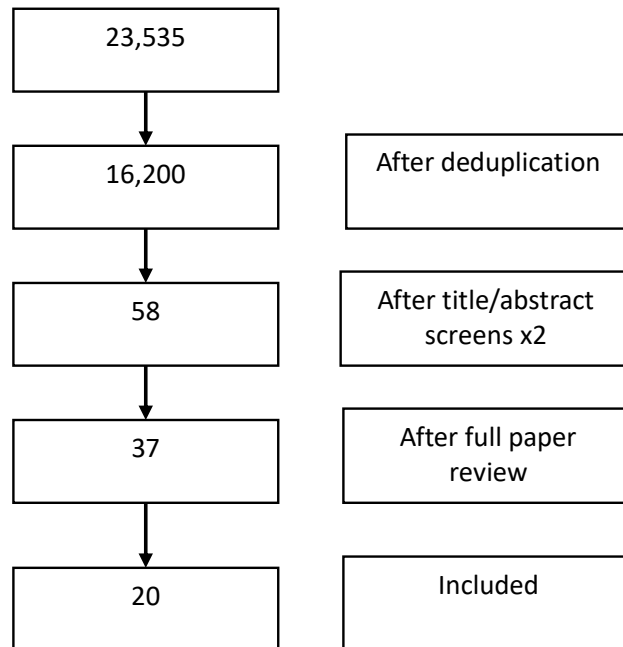 23,535
16,200
After deduplication
58
After title/abstract
screens x2
37
After full paper
review
20
Included